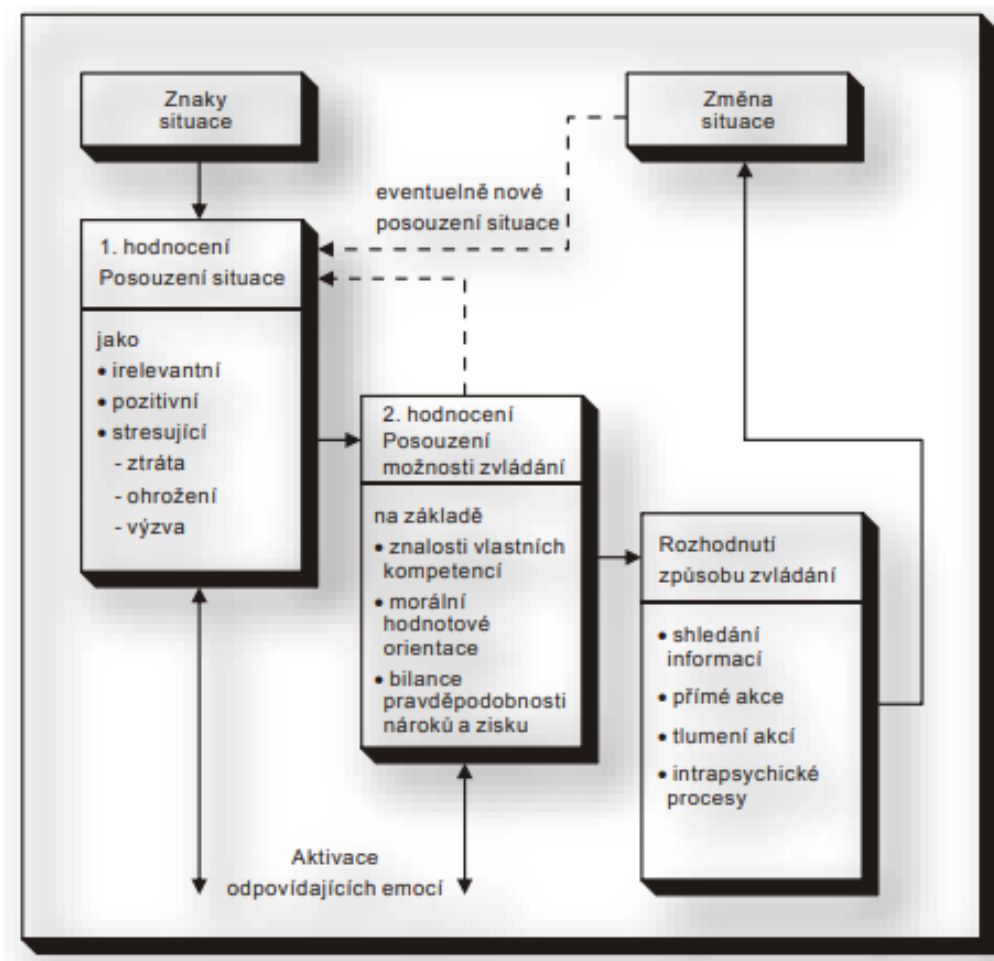 Znaky
situace
Změna
situace
eventuelně nové
posouzení situace
1. hodnocení
Posouzení situace
jako
• irelevantní
• pozitivní
• stresující
- ztráta
- ohrožení
- výzva
2. hodnocení
Posouzení
možnosti zvládání
na základě
• znalosti vlastních
kompetencí
• morální
hodnotové
orientace
• bilance
pravděpodobnosti
nároků a zisku
Rozhodnutí
způsobu zvládání
• shledání
informací
• přímé akce
• tlumení akcí
• intrapsychické
procesy
Aktivace
odpovídajících emocí